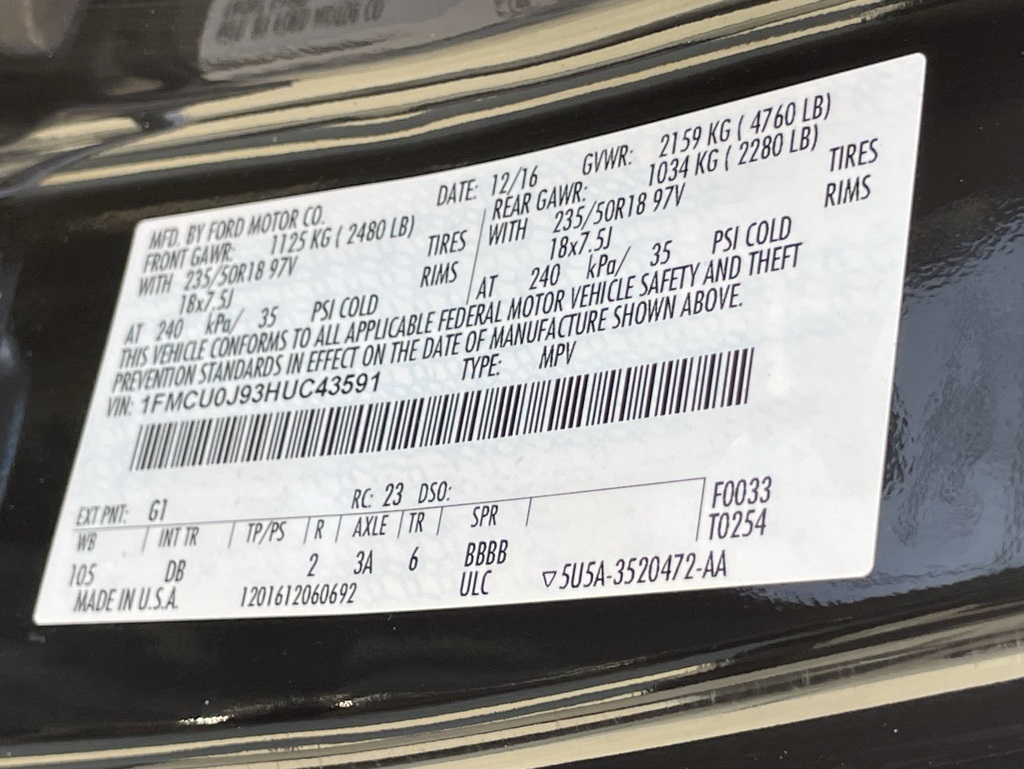 MFD. BY FORD MOTOR CO. DATE: 12/16 GVWR: 2159 KG ( 4760 LB)
FRONT GAWR: 1125 KG ( 2480 LB) REAR GAWR: 1034 KG ( 2280 LB)
WITH 235/50R18 97V TIRES WITH 235/50R18 97V TIRES
18x7.5J RIMS 18x7.5J RIMS
AT 240 kPa/ 35 PSI COLD AT 240 kPa/ 35 PSI COLD
THIS VEHICLE CONFORMS TO ALL APPLICABLE FEDERAL MOTOR VEHICLE SAFETY AND THEFT
PREVENTION STANDARDS IN EFFECT ON THE DATE OF MANUFACTURE SHOWN ABOVE.
VIN: 1FMCU0J93HUC43591 TYPE: MPV
EXT PNT: G1 RC: 23 DSO: F0033
WB INT TR TP/PS R AXLE TR SPR T0254
105 DB 2 3A 6 BBBB
MADE IN U.S.A. 1201612060692 ULC ▽5U5A-3520472-AA